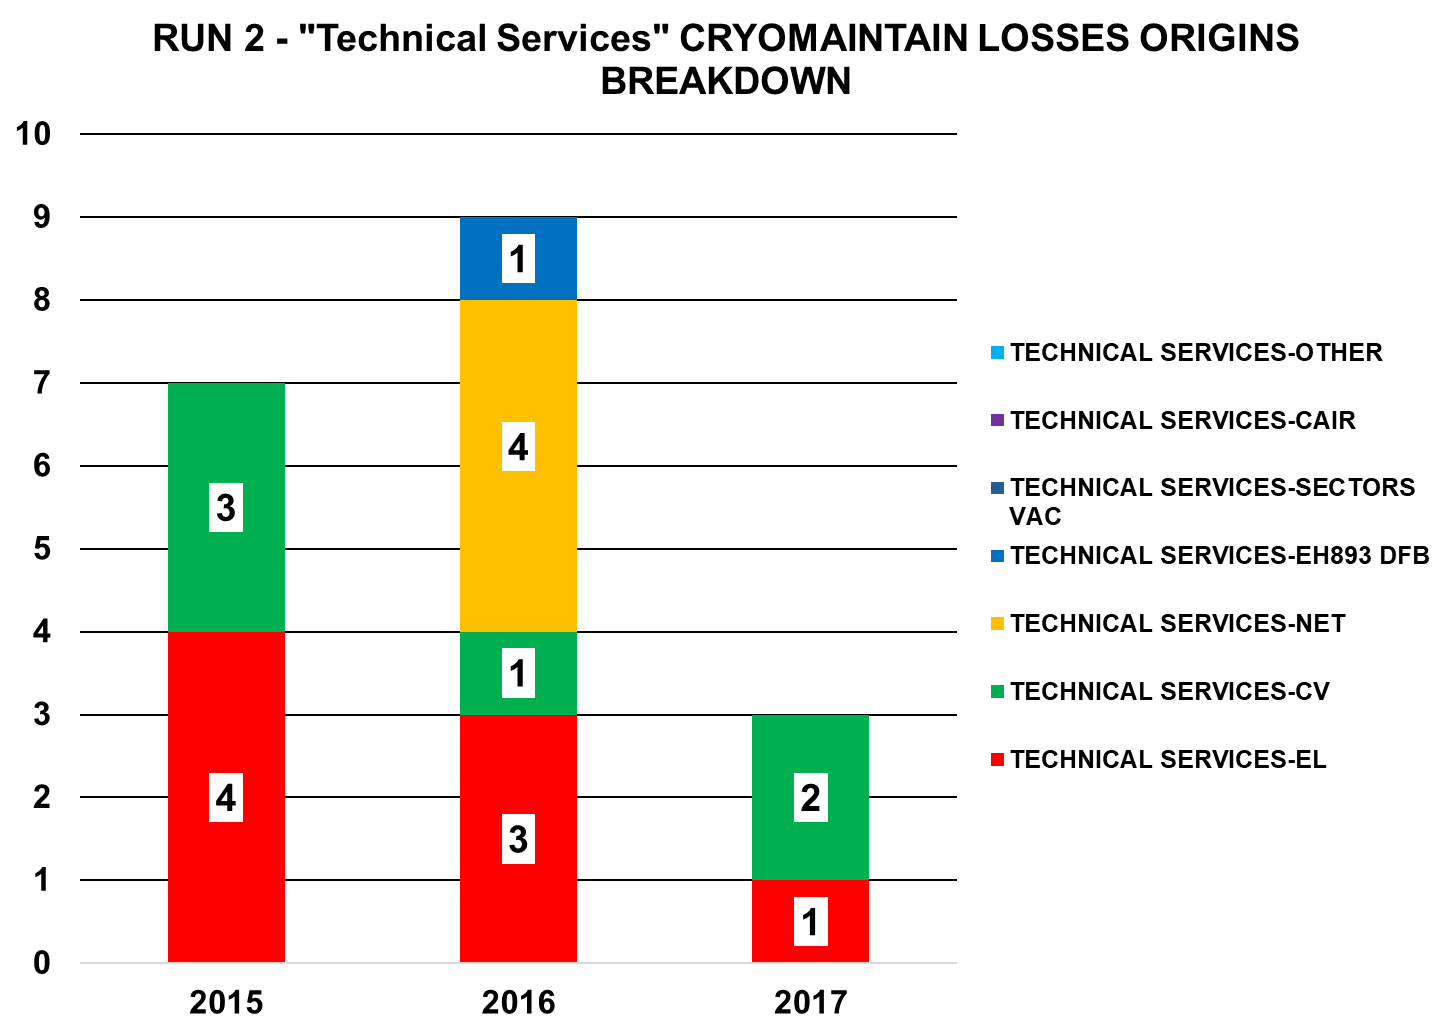 RUN 2 - "Technical Services" CRYOMAINTAIN LOSSES ORIGINS
BREAKDOWN
10
9
8
7
6
5
4
3
2
1
0
3
4
1
4
1
3
2
1
2015
2016
2017
TECHNICAL SERVICES-OTHER
TECHNICAL SERVICES-CAIR
TECHNICAL SERVICES-SECTORS
VAC
TECHNICAL SERVICES-EH893 DFB
TECHNICAL SERVICES-NET
TECHNICAL SERVICES-CV
TECHNICAL SERVICES-EL